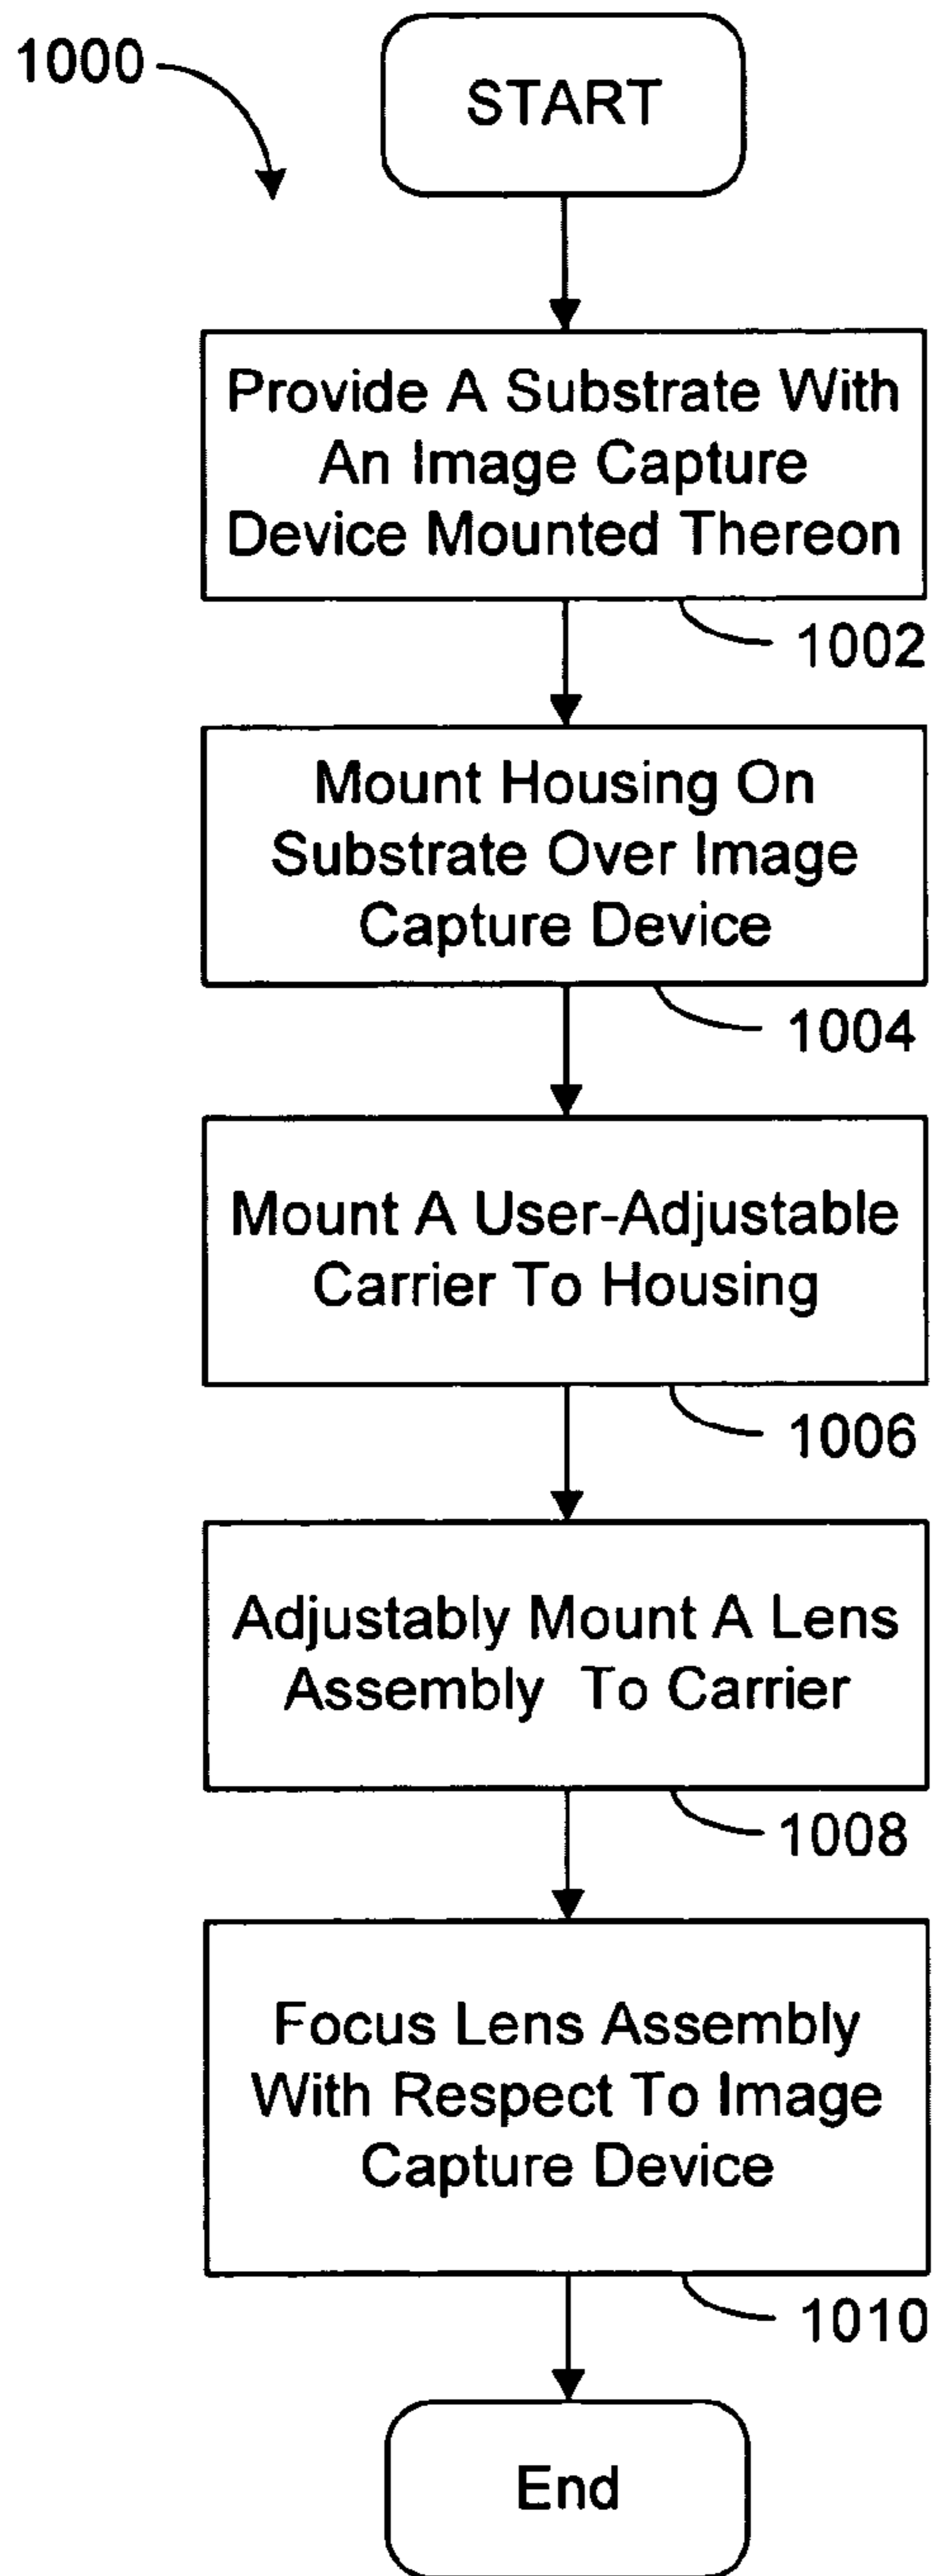 1000
START
Provide A Substrate With
An Image Capture
Device Mounted Thereon
1002
Mount Housing On
Substrate Over Image
Capture Device
1004
Mount A User-Adjustable
Carrier To Housing
1006
Adjustably Mount A Lens
Assembly To Carrier
1008
Focus Lens Assembly
With Respect To Image
Capture Device
1010
End